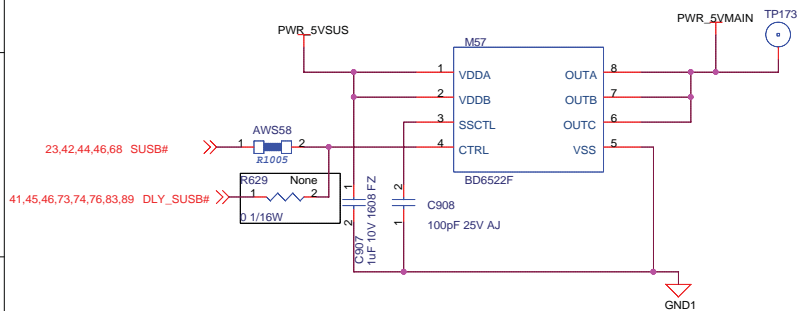 PWR_5VSUS
PWR_5VMAIN
TP173
M57
1 VDDA OUTA 8
2 VDDB OUTB 7
3 SSCTL OUTC 6
4 CTRL VSS 5
BD6522F
23,42,44,46,68 SUSB#
AWS58
1 2
R1005
41,45,46,73,74,76,83,89 DLY_SUSB#
R629 None
1 2
0 1/16W
1
2
C907
1uF 10V 1608 FZ
2
1
C908
100pF 25V AJ
GND1